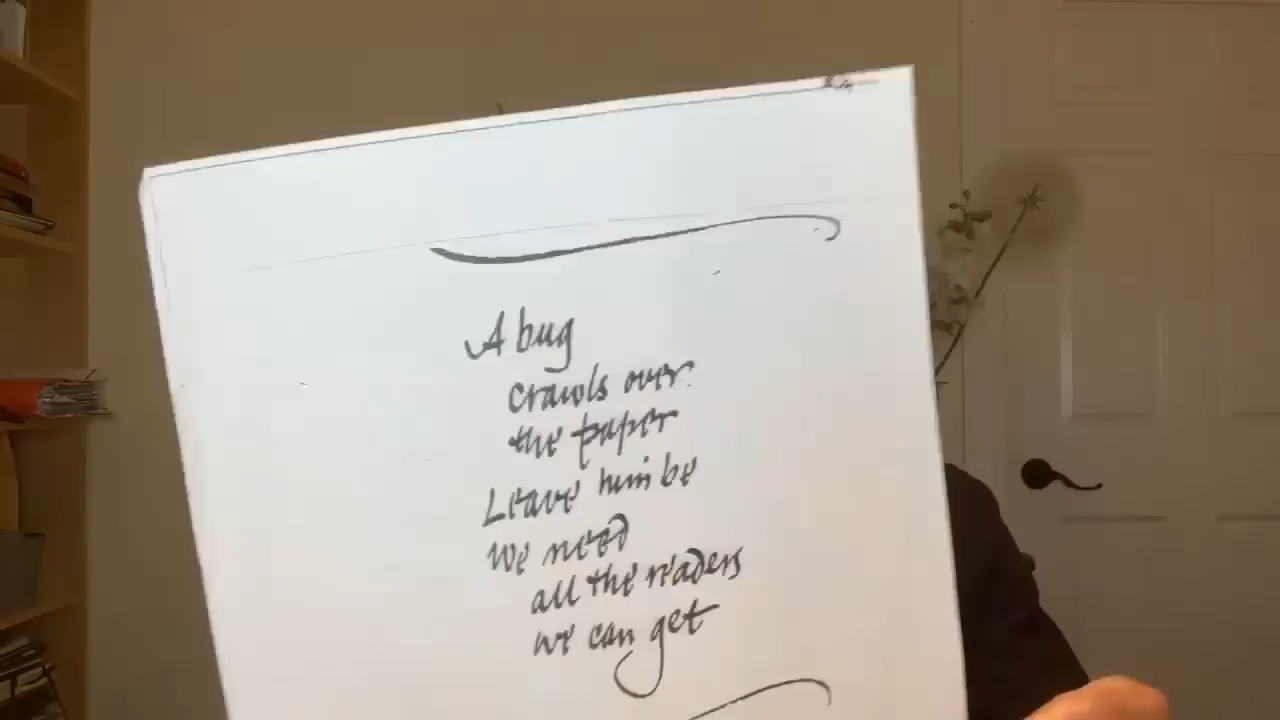 A bug
crawls over
the paper
Leave him be
we need
all the readers
we can get